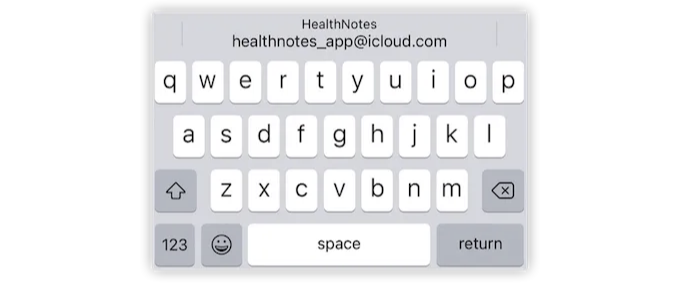 HealthNotes
healthnotes_app@icloud.com
q w e r t y u i o p
a s d f g h j k l
z x c v b n m
123 space return